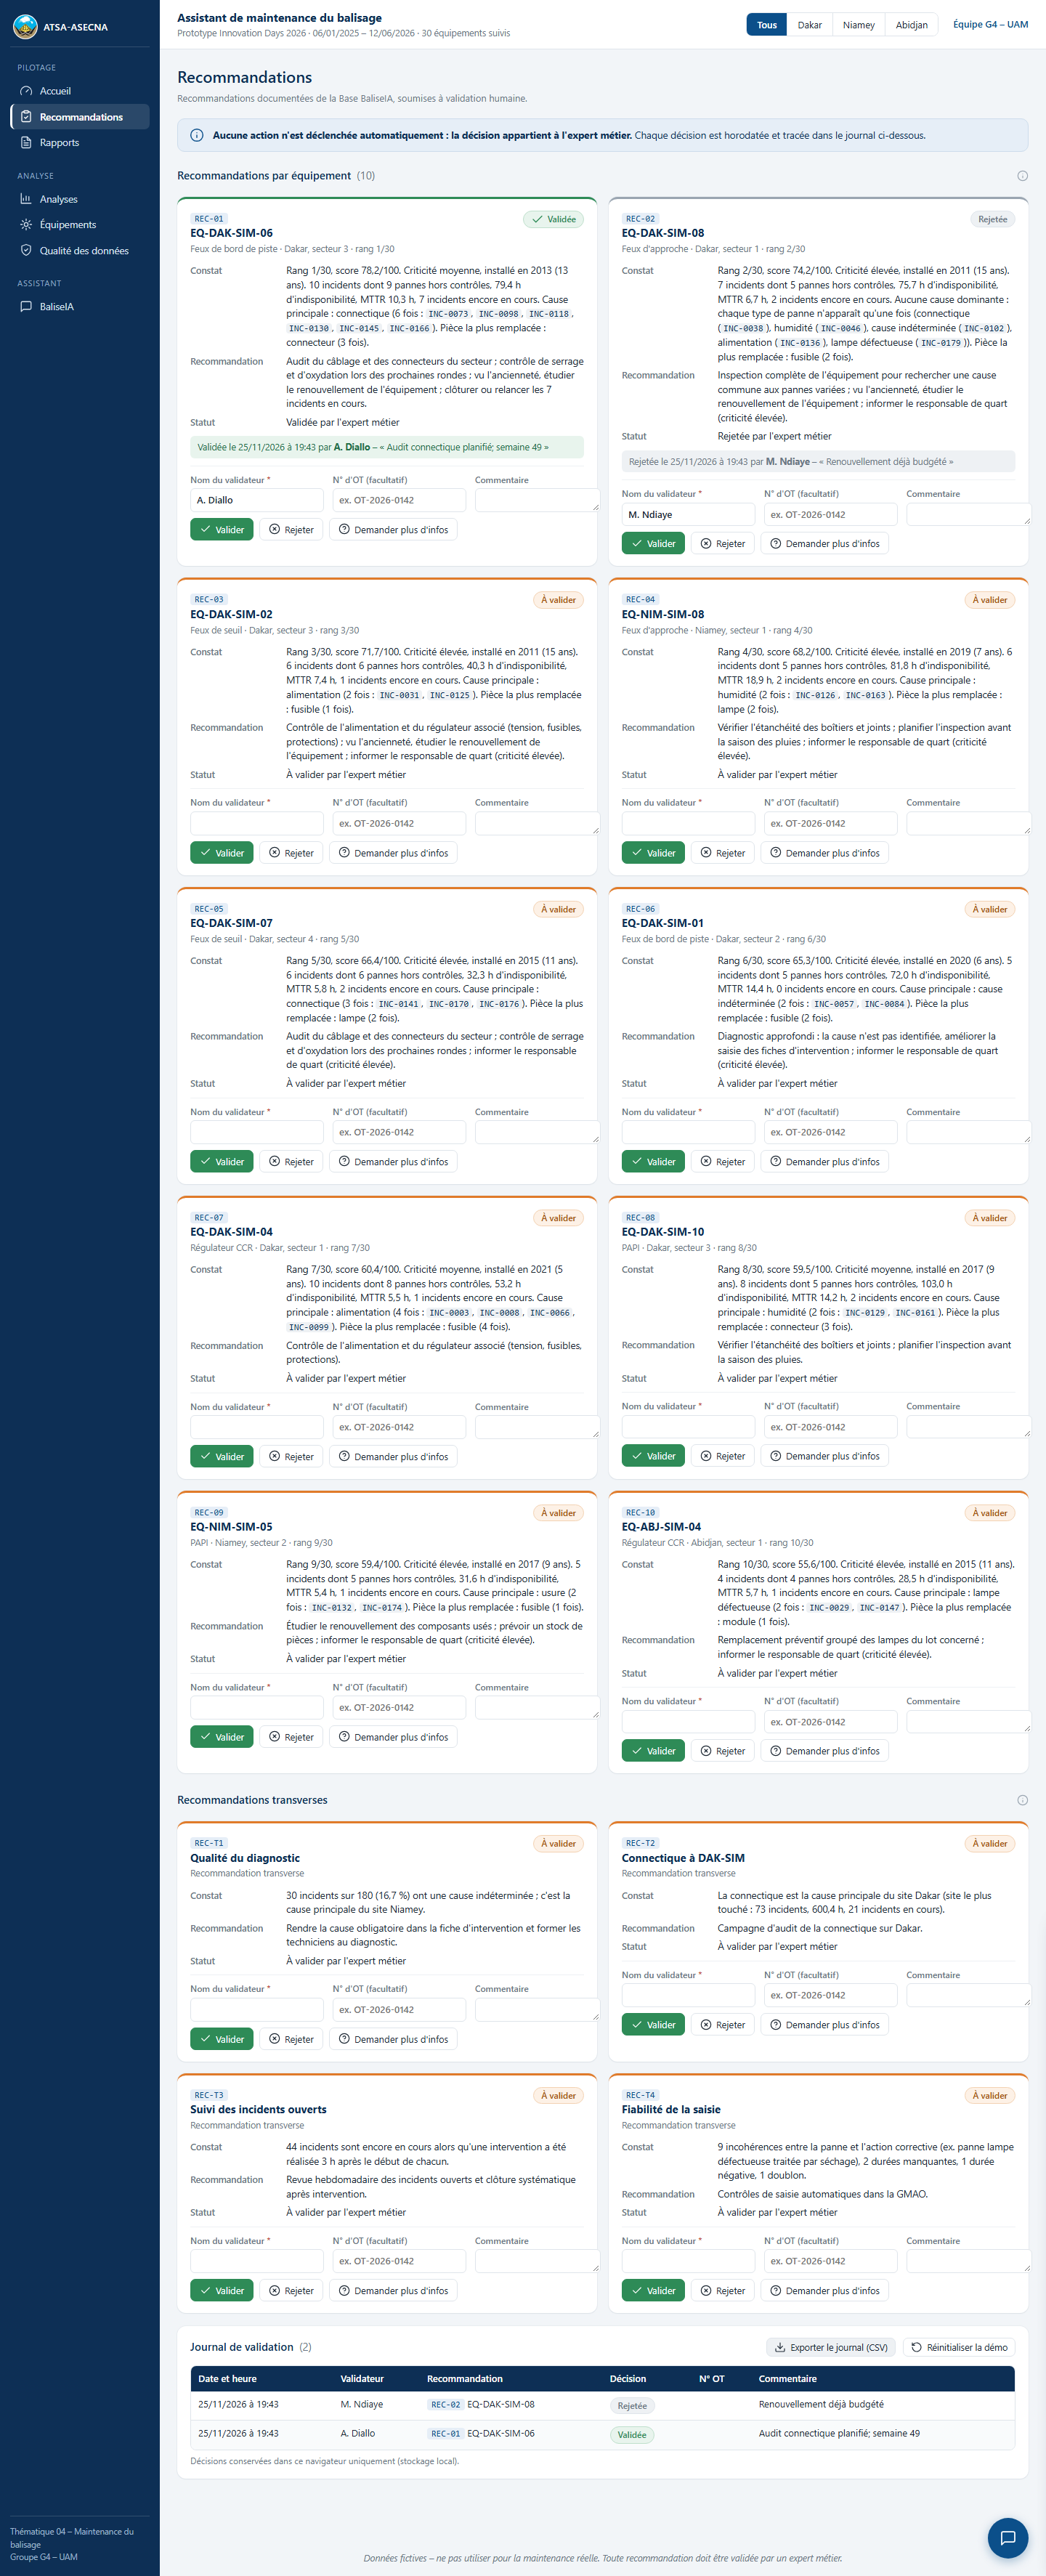 ATSA-ASECNA
PILOTAGE
Accueil
Recommandations
Rapports
ANALYSE
Analyses
Équipements
Qualité des données
ASSISTANT
BaliseIA
Thématique 04 – Maintenance du
balisage
Groupe G4 – UAM
Assistant de maintenance du balisage
Prototype Innovation Days 2026 · 06/01/2025 – 12/06/2026 · 30 équipements suivis
Tous Dakar Niamey Abidjan Équipe G4 – UAM
Recommandations
Recommandations documentées de la Base BaliseIA, soumises à validation humaine.
Aucune action n'est déclenchée automatiquement : la décision appartient à l'expert métier. Chaque décision est horodatée et tracée dans le journal ci-dessous.
Recommandations par équipement (10)
REC-01 Validée
EQ-DAK-SIM-06
Feux de bord de piste · Dakar, secteur 3 · rang 1/30
Constat Rang 1/30, score 78,2/100. Criticité moyenne, installé en 2013 (13
ans). 10 incidents dont 9 pannes hors contrôles, 79,4 h
d'indisponibilité, MTTR 10,3 h, 7 incidents encore en cours. Cause
principale : connectique (6 fois : INC-0073, INC-0098, INC-0118,
INC-0130, INC-0145, INC-0166). Pièce la plus remplacée :
connecteur (3 fois).
Recommandation Audit du câblage et des connecteurs du secteur ; contrôle de serrage
et d'oxydation lors des prochaines rondes ; vu l'ancienneté, étudier
le renouvellement de l'équipement ; clôturer ou relancer les 7
incidents en cours.
Statut Validée par l'expert métier
Validée le 25/11/2026 à 19:43 par A. Diallo – « Audit connectique planifié; semaine 49 »
Nom du validateur * N° d'OT (facultatif) Commentaire
A. Diallo ex. OT-2026-0142
Valider Rejeter Demander plus d'infos
REC-02 Rejetée
EQ-DAK-SIM-08
Feux d'approche · Dakar, secteur 1 · rang 2/30
Constat Rang 2/30, score 74,2/100. Criticité élevée, installé en 2011 (15 ans).
7 incidents dont 5 pannes hors contrôles, 75,7 h d'indisponibilité,
MTTR 6,7 h, 2 incidents encore en cours. Aucune cause dominante :
chaque type de panne n'apparaît qu'une fois (connectique
(INC-0038), humidité (INC-0046), cause indéterminée (INC-0102),
alimentation (INC-0136), lampe défectueuse (INC-0179)). Pièce la
plus remplacée : fusible (2 fois).
Recommandation Inspection complète de l'équipement pour rechercher une cause
commune aux pannes variées ; vu l'ancienneté, étudier le
renouvellement de l'équipement ; informer le responsable de quart
(criticité élevée).
Statut Rejetée par l'expert métier
Rejetée le 25/11/2026 à 19:43 par M. Ndiaye – « Renouvellement déjà budgété »
Nom du validateur * N° d'OT (facultatif) Commentaire
M. Ndiaye ex. OT-2026-0142
Valider Rejeter Demander plus d'infos
REC-03 À valider
EQ-DAK-SIM-02
Feux de seuil · Dakar, secteur 3 · rang 3/30
Constat Rang 3/30, score 71,7/100. Criticité élevée, installé en 2011 (15 ans).
6 incidents dont 6 pannes hors contrôles, 40,3 h d'indisponibilité,
MTTR 7,4 h, 1 incidents encore en cours. Cause principale :
alimentation (2 fois : INC-0031, INC-0125). Pièce la plus remplacée
: fusible (1 fois).
Recommandation Contrôle de l'alimentation et du régulateur associé (tension, fusibles,
protections) ; vu l'ancienneté, étudier le renouvellement de
l'équipement ; informer le responsable de quart (criticité élevée).
Statut À valider par l'expert métier
Nom du validateur * N° d'OT (facultatif) Commentaire
ex. OT-2026-0142
Valider Rejeter Demander plus d'infos
REC-04 À valider
EQ-NIM-SIM-08
Feux d'approche · Niamey, secteur 1 · rang 4/30
Constat Rang 4/30, score 68,2/100. Criticité élevée, installé en 2019 (7 ans). 6
incidents dont 5 pannes hors contrôles, 81,8 h d'indisponibilité,
MTTR 18,9 h, 2 incidents encore en cours. Cause principale :
humidité (2 fois : INC-0126, INC-0163). Pièce la plus remplacée :
lampe (2 fois).
Recommandation Vérifier l'étanchéité des boîtiers et joints ; planifier l'inspection avant
la saison des pluies ; informer le responsable de quart (criticité
élevée).
Statut À valider par l'expert métier
Nom du validateur * N° d'OT (facultatif) Commentaire
ex. OT-2026-0142
Valider Rejeter Demander plus d'infos
REC-05 À valider
EQ-DAK-SIM-07
Feux de seuil · Dakar, secteur 4 · rang 5/30
Constat Rang 5/30, score 66,4/100. Criticité élevée, installé en 2015 (11 ans).
6 incidents dont 6 pannes hors contrôles, 32,3 h d'indisponibilité,
MTTR 5,8 h, 2 incidents encore en cours. Cause principale :
connectique (3 fois : INC-0141, INC-0170, INC-0176). Pièce la plus
remplacée : lampe (2 fois).
Recommandation Audit du câblage et des connecteurs du secteur ; contrôle de serrage
et d'oxydation lors des prochaines rondes ; informer le responsable
de quart (criticité élevée).
Statut À valider par l'expert métier
Nom du validateur * N° d'OT (facultatif) Commentaire
ex. OT-2026-0142
Valider Rejeter Demander plus d'infos
REC-06 À valider
EQ-DAK-SIM-01
Feux de bord de piste · Dakar, secteur 2 · rang 6/30
Constat Rang 6/30, score 65,3/100. Criticité élevée, installé en 2020 (6 ans). 5
incidents dont 5 pannes hors contrôles, 72,0 h d'indisponibilité,
MTTR 14,4 h, 0 incidents encore en cours. Cause principale : cause
indéterminée (2 fois : INC-0057, INC-0084). Pièce la plus
remplacée : fusible (2 fois).
Recommandation Diagnostic approfondi : la cause n'est pas identifiée, améliorer la
saisie des fiches d'intervention ; informer le responsable de quart
(criticité élevée).
Statut À valider par l'expert métier
Nom du validateur * N° d'OT (facultatif) Commentaire
ex. OT-2026-0142
Valider Rejeter Demander plus d'infos
REC-07 À valider
EQ-DAK-SIM-04
Régulateur CCR · Dakar, secteur 1 · rang 7/30
Constat Rang 7/30, score 60,4/100. Criticité moyenne, installé en 2021 (5
ans). 10 incidents dont 8 pannes hors contrôles, 53,2 h
d'indisponibilité, MTTR 5,5 h, 1 incidents encore en cours. Cause
principale : alimentation (4 fois : INC-0003, INC-0008, INC-0066,
INC-0099). Pièce la plus remplacée : fusible (4 fois).
Recommandation Contrôle de l'alimentation et du régulateur associé (tension, fusibles,
protections).
Statut À valider par l'expert métier
Nom du validateur * N° d'OT (facultatif) Commentaire
ex. OT-2026-0142
Valider Rejeter Demander plus d'infos
REC-08 À valider
EQ-DAK-SIM-10
PAPI · Dakar, secteur 3 · rang 8/30
Constat Rang 8/30, score 59,5/100. Criticité moyenne, installé en 2017 (9
ans). 8 incidents dont 5 pannes hors contrôles, 103,0 h
d'indisponibilité, MTTR 14,2 h, 2 incidents encore en cours. Cause
principale : humidité (2 fois : INC-0129, INC-0161). Pièce la plus
remplacée : connecteur (3 fois).
Recommandation Vérifier l'étanchéité des boîtiers et joints ; planifier l'inspection avant
la saison des pluies.
Statut À valider par l'expert métier
Nom du validateur * N° d'OT (facultatif) Commentaire
ex. OT-2026-0142
Valider Rejeter Demander plus d'infos
REC-09 À valider
EQ-NIM-SIM-05
PAPI · Niamey, secteur 2 · rang 9/30
Constat Rang 9/30, score 59,4/100. Criticité élevée, installé en 2017 (9 ans). 5
incidents dont 5 pannes hors contrôles, 31,6 h d'indisponibilité,
MTTR 5,4 h, 1 incidents encore en cours. Cause principale : usure (2
fois : INC-0132, INC-0174). Pièce la plus remplacée : fusible (1 fois).
Recommandation Étudier le renouvellement des composants usés ; prévoir un stock de
pièces ; informer le responsable de quart (criticité élevée).
Statut À valider par l'expert métier
Nom du validateur * N° d'OT (facultatif) Commentaire
ex. OT-2026-0142
Valider Rejeter Demander plus d'infos
REC-10 À valider
EQ-ABJ-SIM-04
Régulateur CCR · Abidjan, secteur 1 · rang 10/30
Constat Rang 10/30, score 55,6/100. Criticité élevée, installé en 2015 (11 ans).
4 incidents dont 4 pannes hors contrôles, 28,5 h d'indisponibilité,
MTTR 5,7 h, 1 incidents encore en cours. Cause principale : lampe
défectueuse (2 fois : INC-0029, INC-0147). Pièce la plus remplacée
: module (1 fois).
Recommandation Remplacement préventif groupé des lampes du lot concerné ;
informer le responsable de quart (criticité élevée).
Statut À valider par l'expert métier
Nom du validateur * N° d'OT (facultatif) Commentaire
ex. OT-2026-0142
Valider Rejeter Demander plus d'infos
Recommandations transverses
REC-T1 À valider
Qualité du diagnostic
Recommandation transverse
Constat 30 incidents sur 180 (16,7 %) ont une cause indéterminée ; c'est la
cause principale du site Niamey.
Recommandation Rendre la cause obligatoire dans la fiche d'intervention et former les
techniciens au diagnostic.
Statut À valider par l'expert métier
Nom du validateur * N° d'OT (facultatif) Commentaire
ex. OT-2026-0142
Valider Rejeter Demander plus d'infos
REC-T2 À valider
Connectique à DAK-SIM
Recommandation transverse
Constat La connectique est la cause principale du site Dakar (site le plus
touché : 73 incidents, 600,4 h, 21 incidents en cours).
Recommandation Campagne d'audit de la connectique sur Dakar.
Statut À valider par l'expert métier
Nom du validateur * N° d'OT (facultatif) Commentaire
ex. OT-2026-0142
Valider Rejeter Demander plus d'infos
REC-T3 À valider
Suivi des incidents ouverts
Recommandation transverse
Constat 44 incidents sont encore en cours alors qu'une intervention a été
réalisée 3 h après le début de chacun.
Recommandation Revue hebdomadaire des incidents ouverts et clôture systématique
après intervention.
Statut À valider par l'expert métier
Nom du validateur * N° d'OT (facultatif) Commentaire
ex. OT-2026-0142
Valider Rejeter Demander plus d'infos
REC-T4 À valider
Fiabilité de la saisie
Recommandation transverse
Constat 9 incohérences entre la panne et l'action corrective (ex. panne lampe
défectueuse traitée par séchage), 2 durées manquantes, 1 durée
négative, 1 doublon.
Recommandation Contrôles de saisie automatiques dans la GMAO.
Statut À valider par l'expert métier
Nom du validateur * N° d'OT (facultatif) Commentaire
ex. OT-2026-0142
Valider Rejeter Demander plus d'infos
Journal de validation (2) Exporter le journal (CSV) Réinitialiser la démo
Date et heure Validateur Recommandation Décision N° OT Commentaire
25/11/2026 à 19:43 M. Ndiaye REC-02 EQ-DAK-SIM-08 Rejetée Renouvellement déjà budgété
25/11/2026 à 19:43 A. Diallo REC-01 EQ-DAK-SIM-06 Validée Audit connectique planifié; semaine 49
Décisions conservées dans ce navigateur uniquement (stockage local).
Données fictives – ne pas utiliser pour la maintenance réelle. Toute recommandation doit être validée par un expert métier.